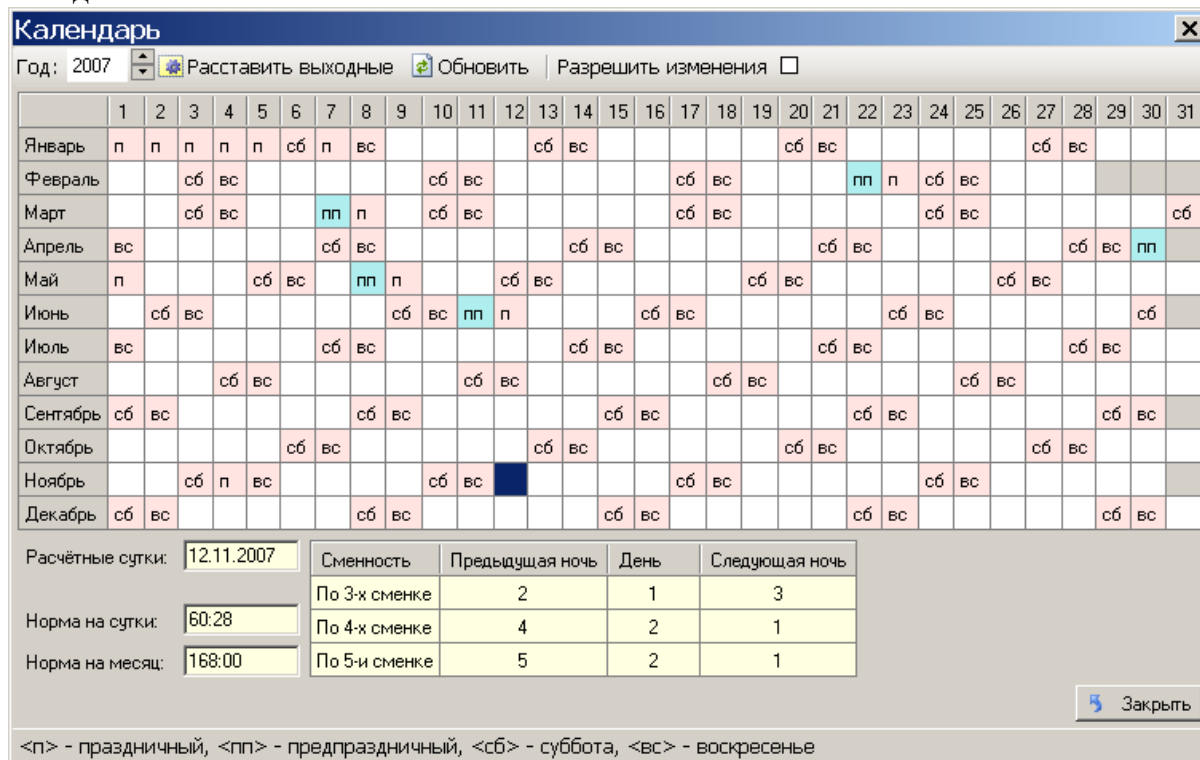 Календарь
Год: 2007 Расставить выходные Обновить Разрешить изменения
1 2 3 4 5 6 7 8 9 10 11 12 13 14 15 16 17 18 19 20 21 22 23 24 25 26 27 28 29 30 31
Январь п п п п п сб п вс сб вс сб вс сб вс
Февраль сб вс сб вс сб вс пп п сб вс
Март сб вс пп п сб вс сб вс сб вс сб
Апрель вс сб вс сб вс сб вс сб вс пп
Май п сб вс пп п сб вс сб вс сб вс
Июнь сб вс сб вс пп п сб вс сб вс сб
Июль вс сб вс сб вс сб вс сб вс
Август сб вс сб вс сб вс сб вс
Сентябрь сб вс сб вс сб вс сб вс сб вс
Октябрь сб вс сб вс сб вс сб вс
Ноябрь сб п вс сб вс сб вс сб вс
Декабрь сб вс сб вс сб вс сб вс сб вс
Расчётные сутки: 12.11.2007
Норма на сутки: 60:28
Норма на месяц: 168:00
Сменность Предыдущая ночь День Следующая ночь
По 3-х сменке 2 1 3
По 4-х сменке 4 2 1
По 5-и сменке 5 2 1
Закрыть
<п> - праздничный, <пп> - предпраздничный, <сб> - суббота, <вс> - воскресенье